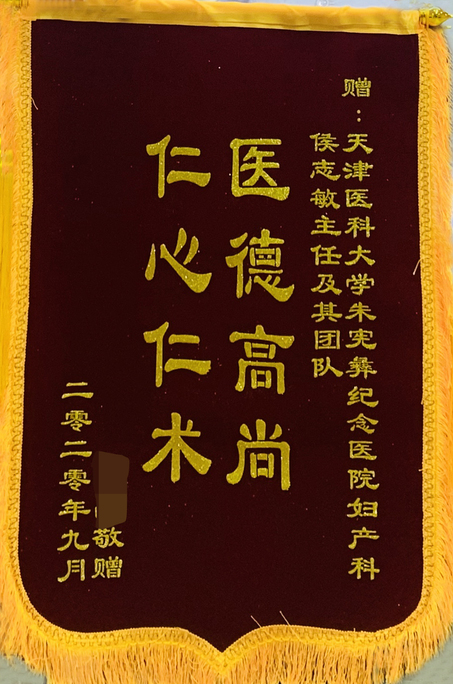 赠：
天津医科大学朱宪彝纪念医院妇产科
侯志敏主任及其团队
医德高尚
仁心仁术
敬赠
二零二零年九月